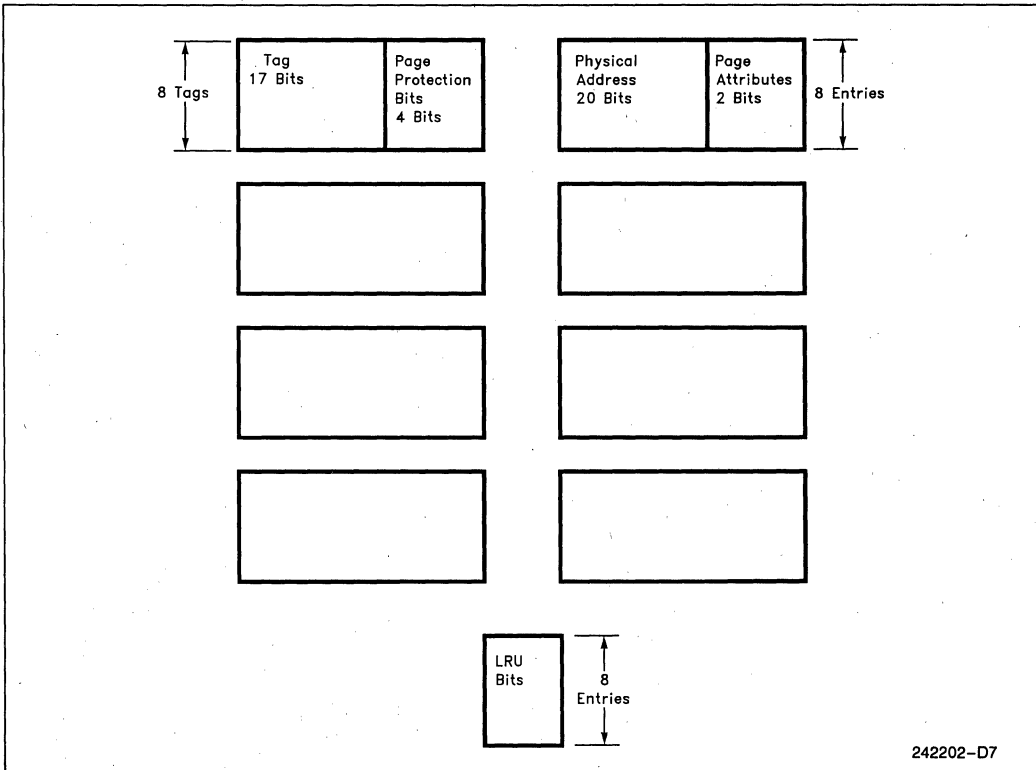 8 Tags
Tag
17 Bits
Page
Protection
Bits
4 Bits
Physical
Address
20 Bits
Page
Attributes
2 Bits
8 Entries
LRU
Bits
8
Entries
242202-D7